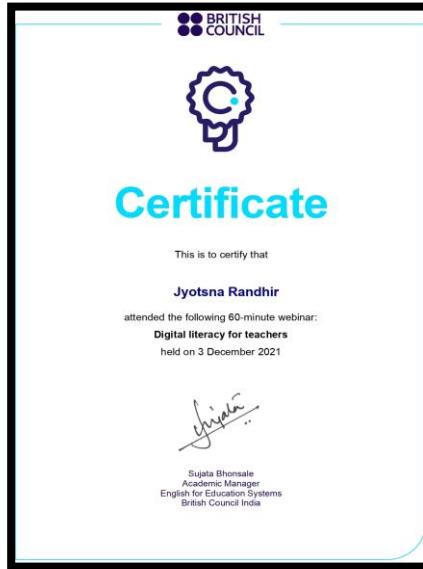 BRITISH
COUNCIL
Certificate
This is to certify that
Jyotsna Randhir
attended the following 60-minute webinar:
Digital literacy for teachers
held on 3 December 2021
Sujata
Sujata Bhonsale
Academic Manager
English for Education Systems
British Council India